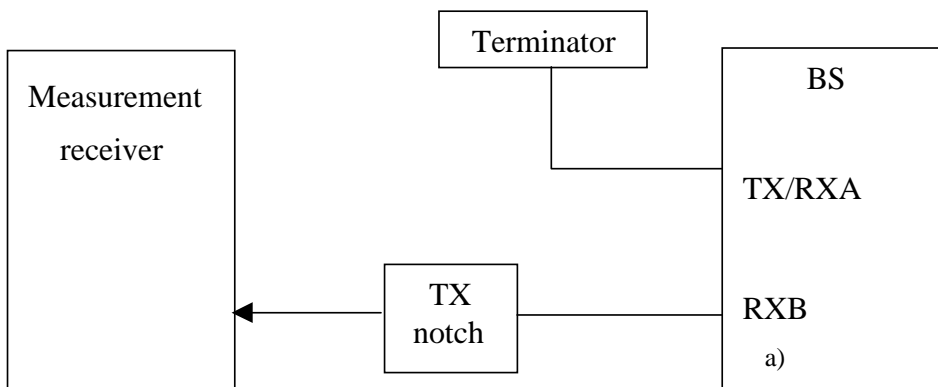 Terminator
Measurement
receiver
BS
TX/RXA
TX
notch
RXB
a)